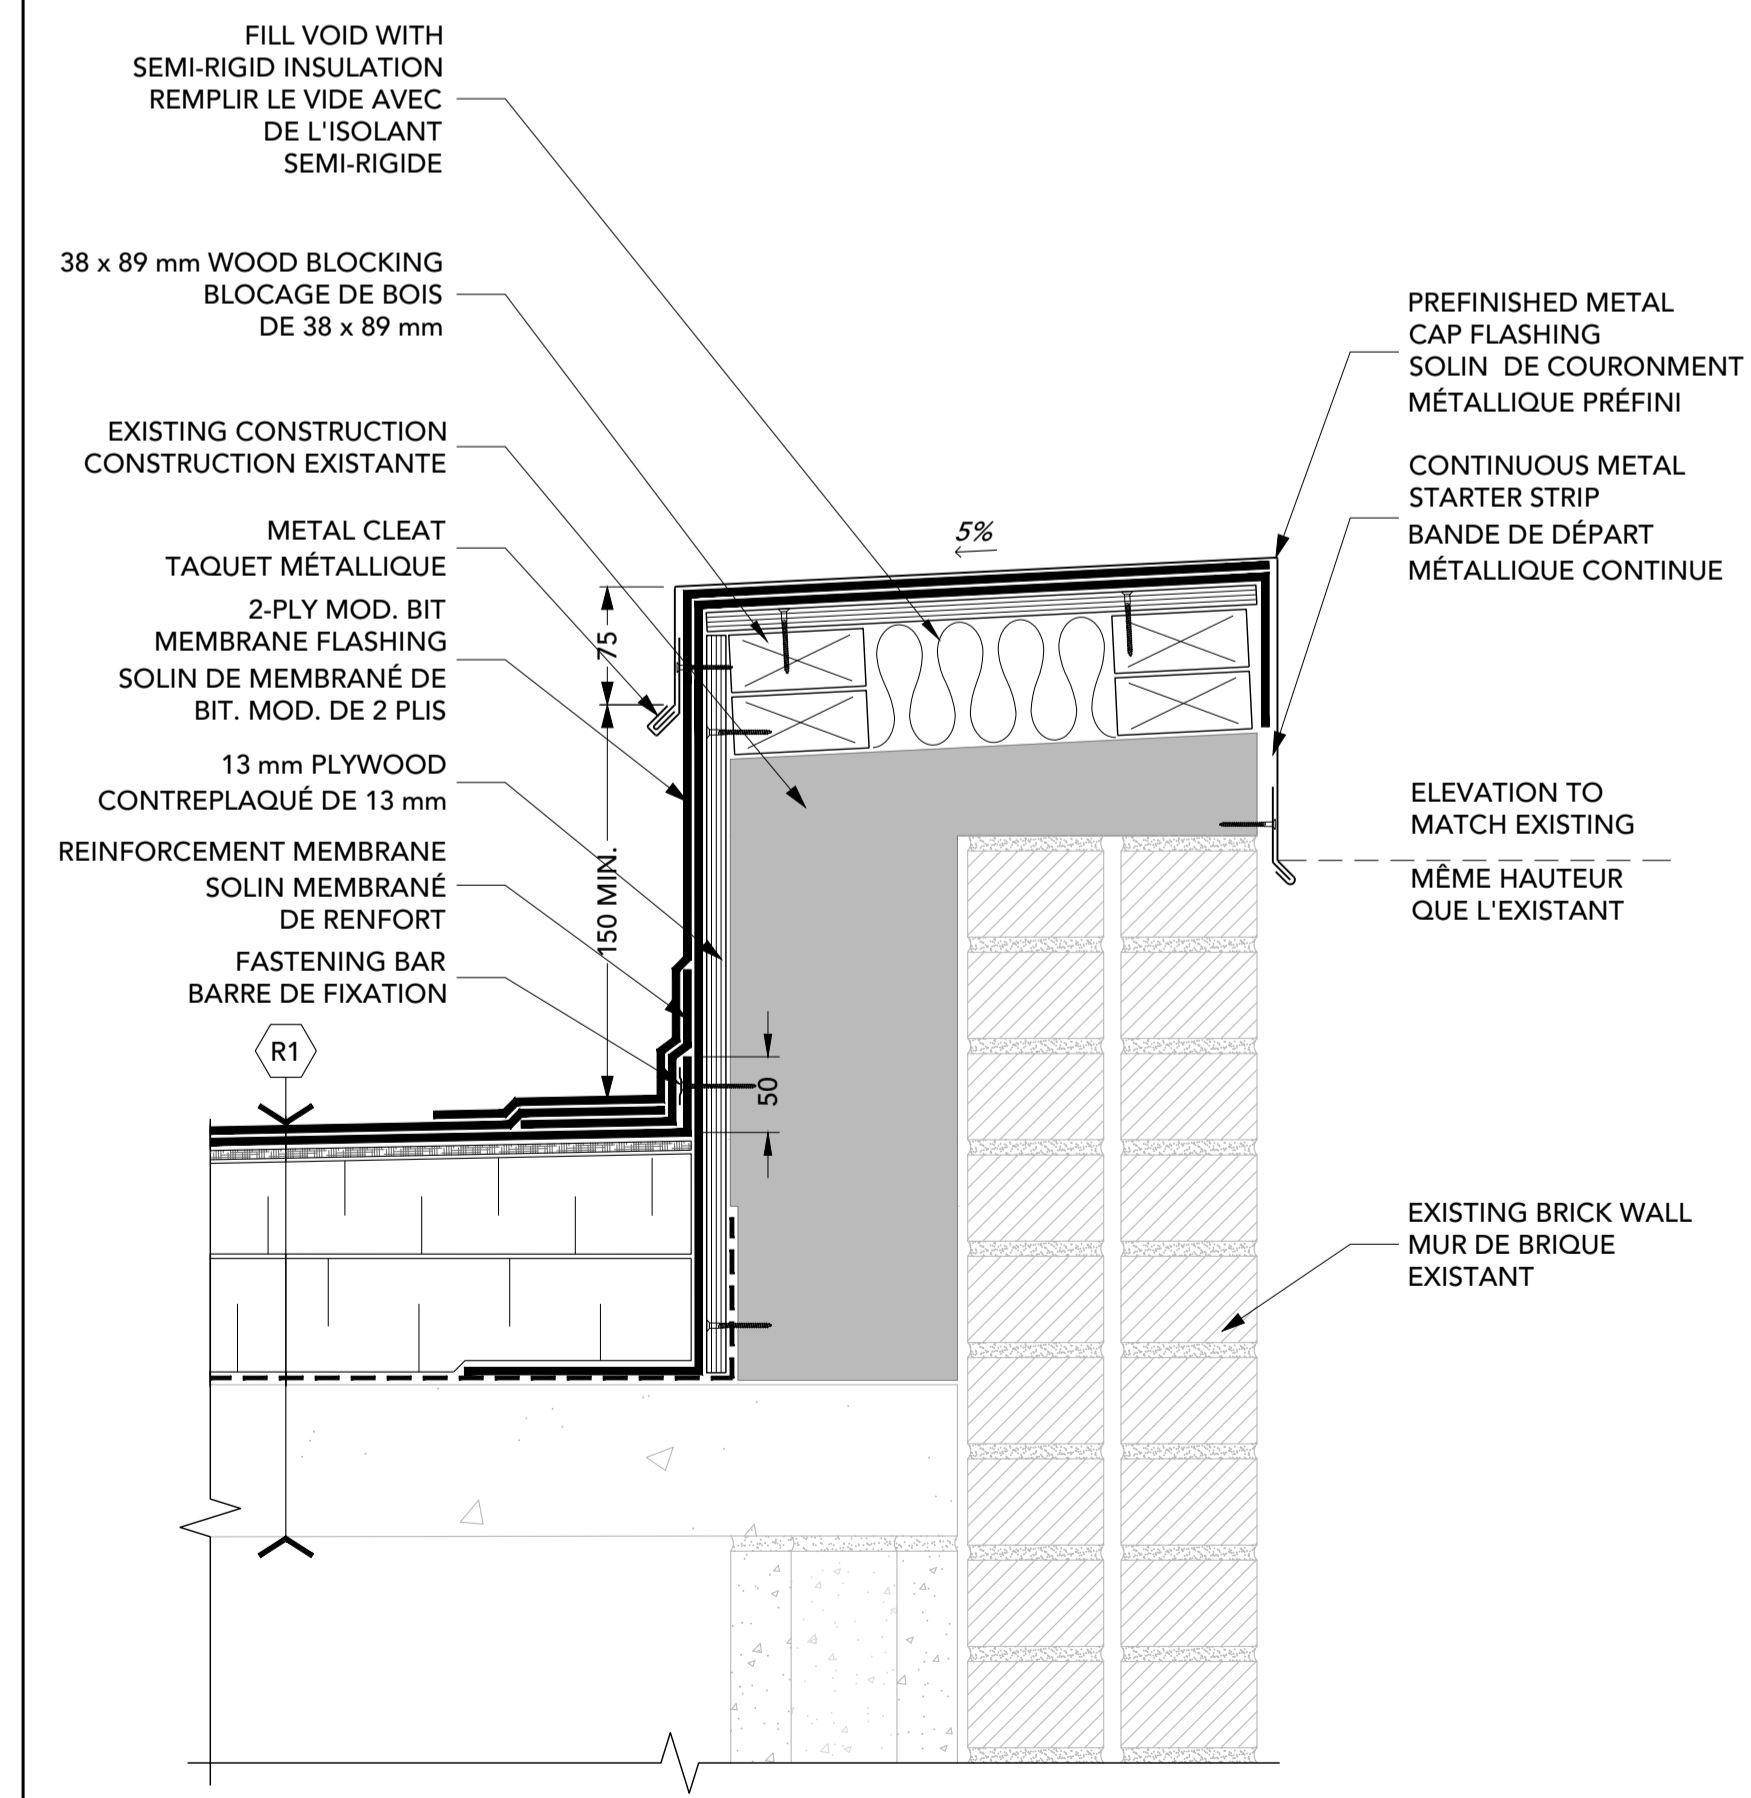 FILL VOID WITH
SEMI-RIGID INSULATION
REMPLIR LE VIDE AVEC
DE L'ISOLANT
SEMI-RIGIDE
38 x 89 mm WOOD BLOCKING
BLOCAGE DE BOIS
DE 38 x 89 mm
EXISTING CONSTRUCTION
CONSTRUCTION EXISTANTE
METAL CLEAT
TAQUET MÉTALLIQUE
2-PLY MOD. BIT
MEMBRANE FLASHING
SOLIN DE MEMBRANÉ DE
BIT. MOD. DE 2 PLIS
13 mm PLYWOOD
CONTREPLAQUÉ DE 13 mm
REINFORCEMENT MEMBRANE
SOLIN MEMBRANÉ
DE RENFORT
FASTENING BAR
BARRE DE FIXATION
R1
75
150 MIN.
50
5%
PREFINISHED METAL
CAP FLASHING
SOLIN DE COURONMENT
MÉTALLIQUE PRÉFINI
CONTINUOUS METAL
STARTER STRIP
BANDE DE DÉPART
MÉTALLIQUE CONTINUE
ELEVATION TO
MATCH EXISTING
MÊME HAUTEUR
QUE L'EXISTANT
EXISTING BRICK WALL
MUR DE BRIQUE
EXISTANT